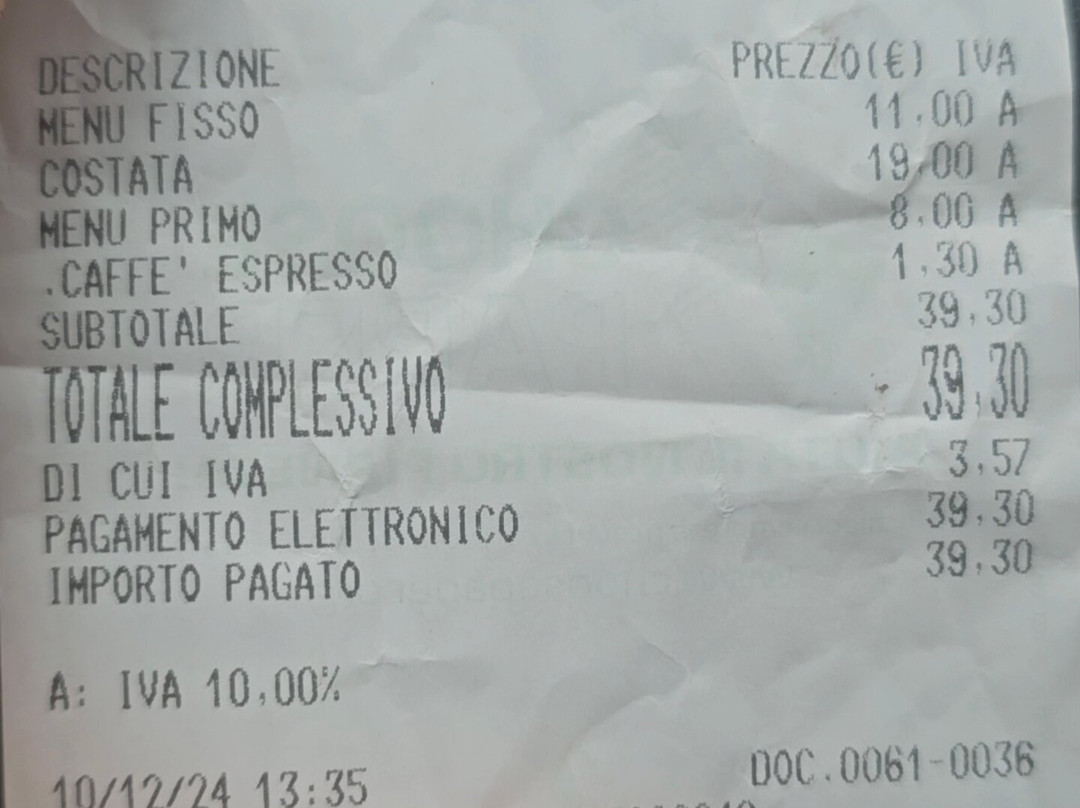 DESCRIZIONE PREZZO(€) IVA
MENU FISSO 11,00 A
COSTATA 19,00 A
MENU PRIMO 8,00 A
.CAFFE' ESPRESSO 1,30 A
SUBTOTALE 39,30
TOTALE COMPLESSIVO 39,30
DI CUI IVA 3,57
PAGAMENTO ELETTRONICO 39,30
IMPORTO PAGATO 39,30
A: IVA 10,00%
10/12/24 13:35 DOC.0061-0036